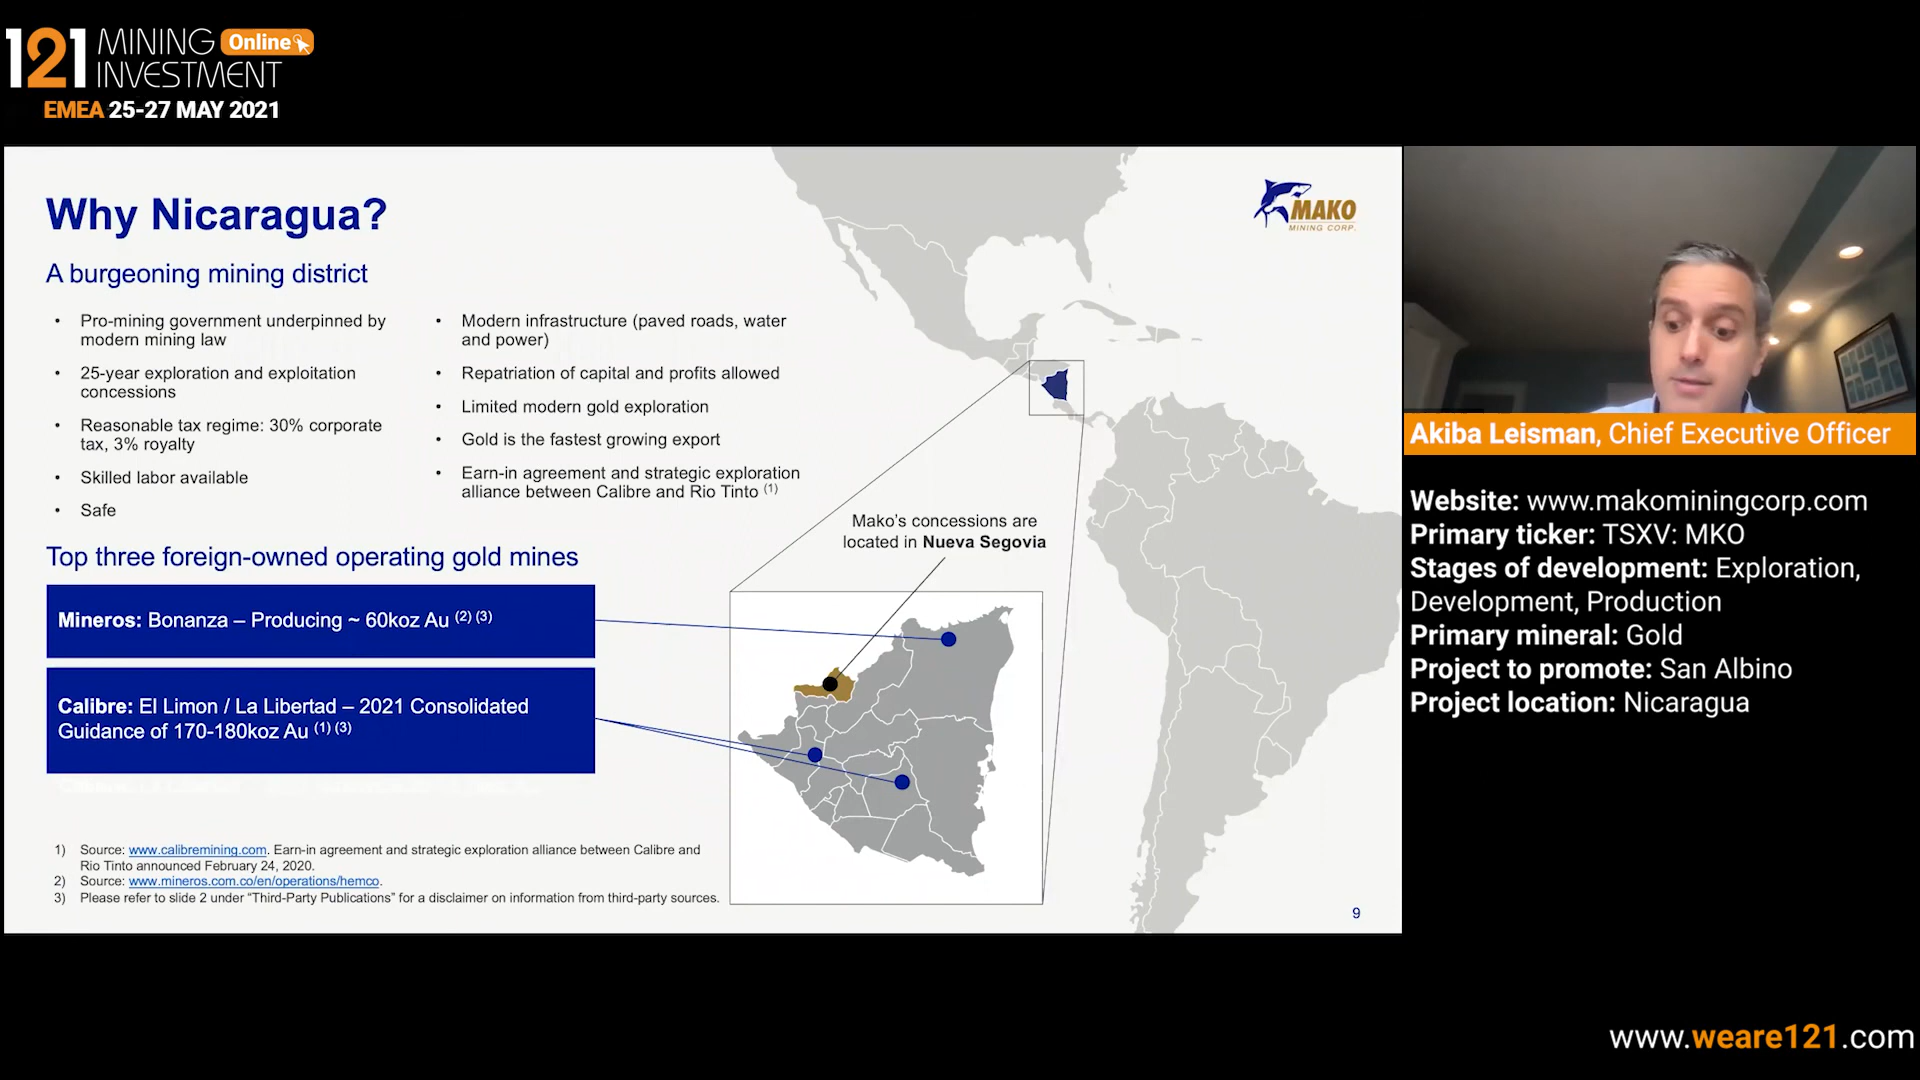 121 MINING INVESTMENT Online
EMEA 25-27 MAY 2021
Why Nicaragua?
MAKO
MINING CORP.
A burgeoning mining district
• Pro-mining government underpinned by
modern mining law
• 25-year exploration and exploitation
concessions
• Reasonable tax regime: 30% corporate
tax, 3% royalty
• Skilled labor available
• Safe
• Modern infrastructure (paved roads, water
and power)
• Repatriation of capital and profits allowed
• Limited modern gold exploration
• Gold is the fastest growing export
• Earn-in agreement and strategic exploration
alliance between Calibre and Rio Tinto (1)
Mako’s concessions are
located in Nueva Segovia
Top three foreign-owned operating gold mines
Mineros: Bonanza – Producing ~ 60koz Au (2) (3)
Calibre: El Limon / La Libertad – 2021 Consolidated
Guidance of 170-180koz Au (1) (3)
1) Source: www.calibremining.com. Earn-in agreement and strategic exploration alliance between Calibre and
Rio Tinto announced February 24, 2020.
2) Source: www.mineros.com.co/en/operations/hemco.
3) Please refer to slide 2 under “Third-Party Publications” for a disclaimer on information from third-party sources.
9
Akiba Leisman, Chief Executive Officer
Website: www.makominingcorp.com
Primary ticker: TSXV: MKO
Stages of development: Exploration,
Development, Production
Primary mineral: Gold
Project to promote: San Albino
Project location: Nicaragua
www.weare121.com